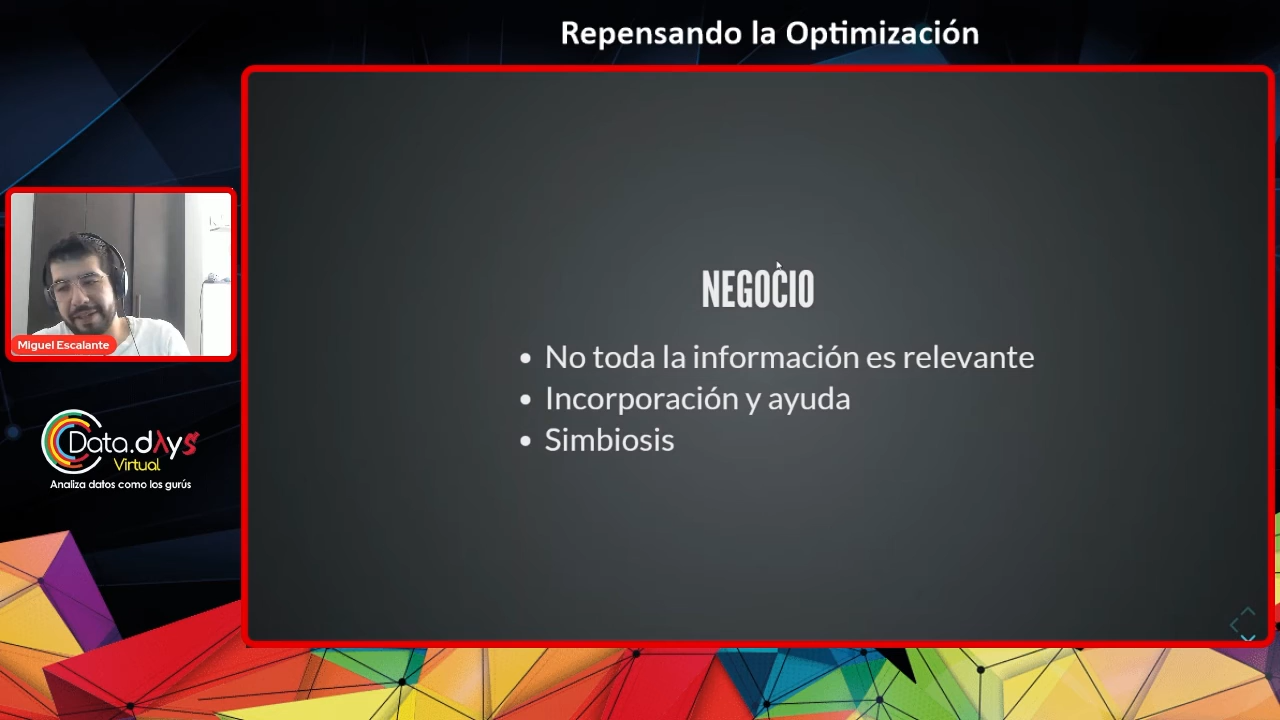 Repensando la Optimización
NEGOCIO
• No toda la información es relevante
• Incorporación y ayuda
• Simbiosis
Miguel Escalante
Data.dλys
Virtual
Analiza datos como los gurús